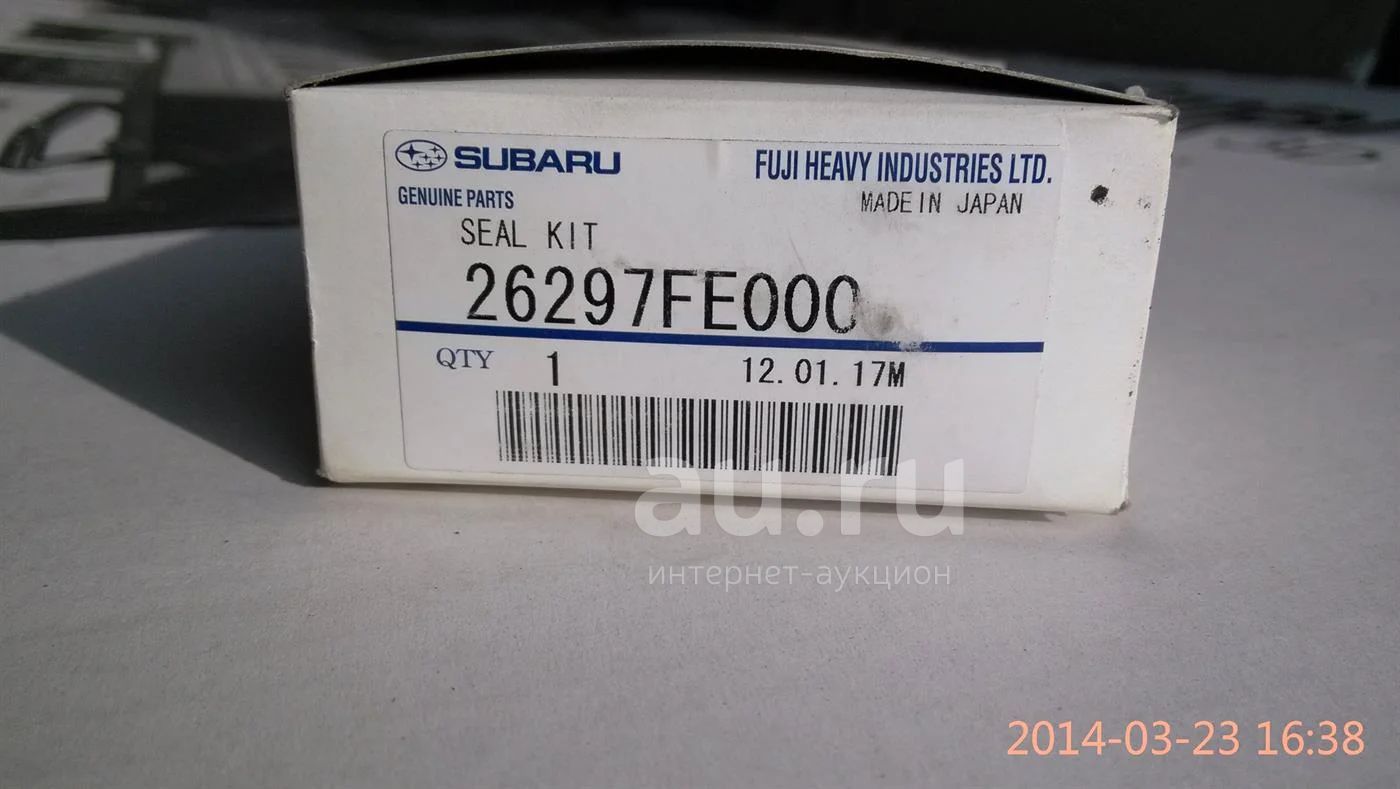 SUBARU
FUJI HEAVY INDUSTRIES LTD.
GENUINE PARTS
MADE IN JAPAN
SEAL KIT
26297FE000
QTY 1 12.01.17M
au.ru
интернет-аукцион
2014-03-23 16:38